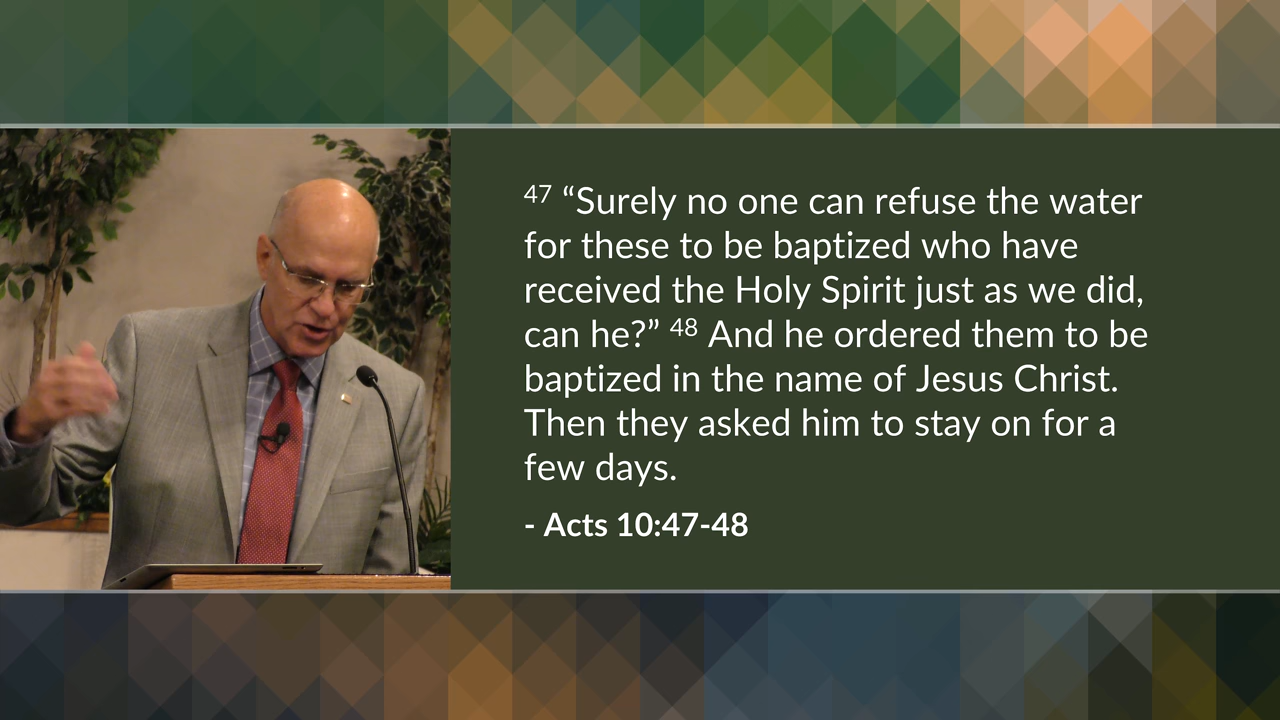 47 “Surely no one can refuse the water
for these to be baptized who have
received the Holy Spirit just as we did,
can he?” 48 And he ordered them to be
baptized in the name of Jesus Christ.
Then they asked him to stay on for a
few days.
- Acts 10:47-48